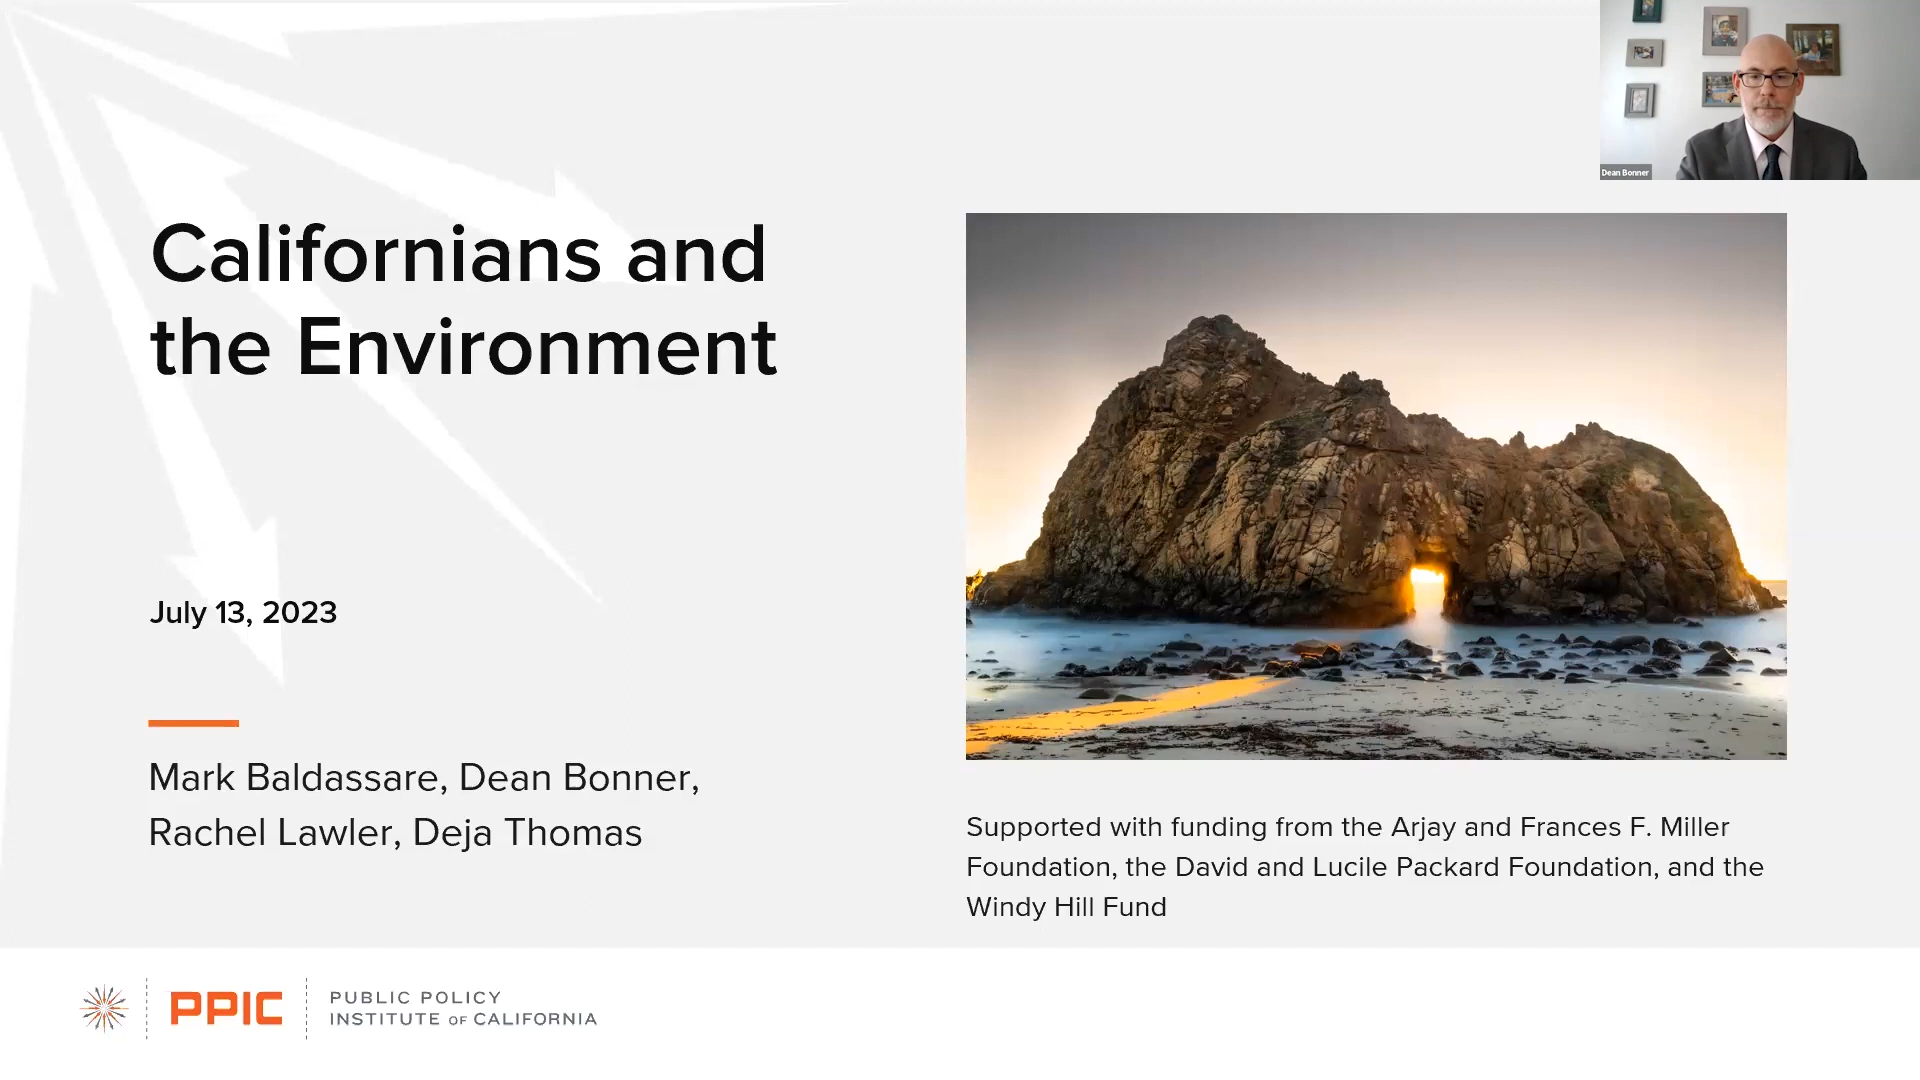 Dean Bonner
Californians and
the Environment
July 13, 2023
Mark Baldassare, Dean Bonner,
Rachel Lawler, Deja Thomas
Supported with funding from the Arjay and Frances F. Miller
Foundation, the David and Lucile Packard Foundation, and the
Windy Hill Fund
PPIC
PUBLIC POLICY
INSTITUTE OF CALIFORNIA